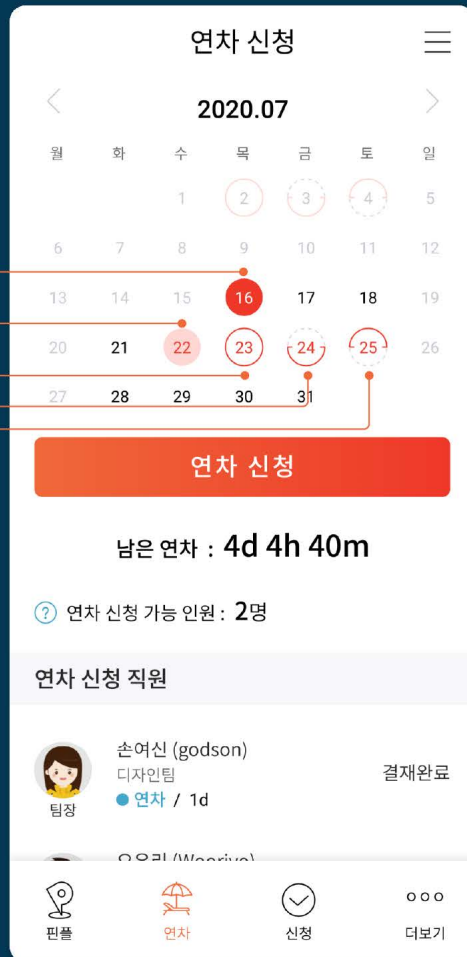 연차 신청
2020.07
월 화 수 목 금 토 일
1 2 3 4 5
6 7 8 9 10 11 12
13 14 15 16 17 18 19
20 21 22 23 24 25 26
27 28 29 30 31
연차 신청
남은 연차 : 4d 4h 40m
? 연차 신청 가능 인원 : 2명
연차 신청 직원
손여신 (godson)
디자인팀
결재완료
팀장
연차 / 1d
핀플 연차 신청 더보기